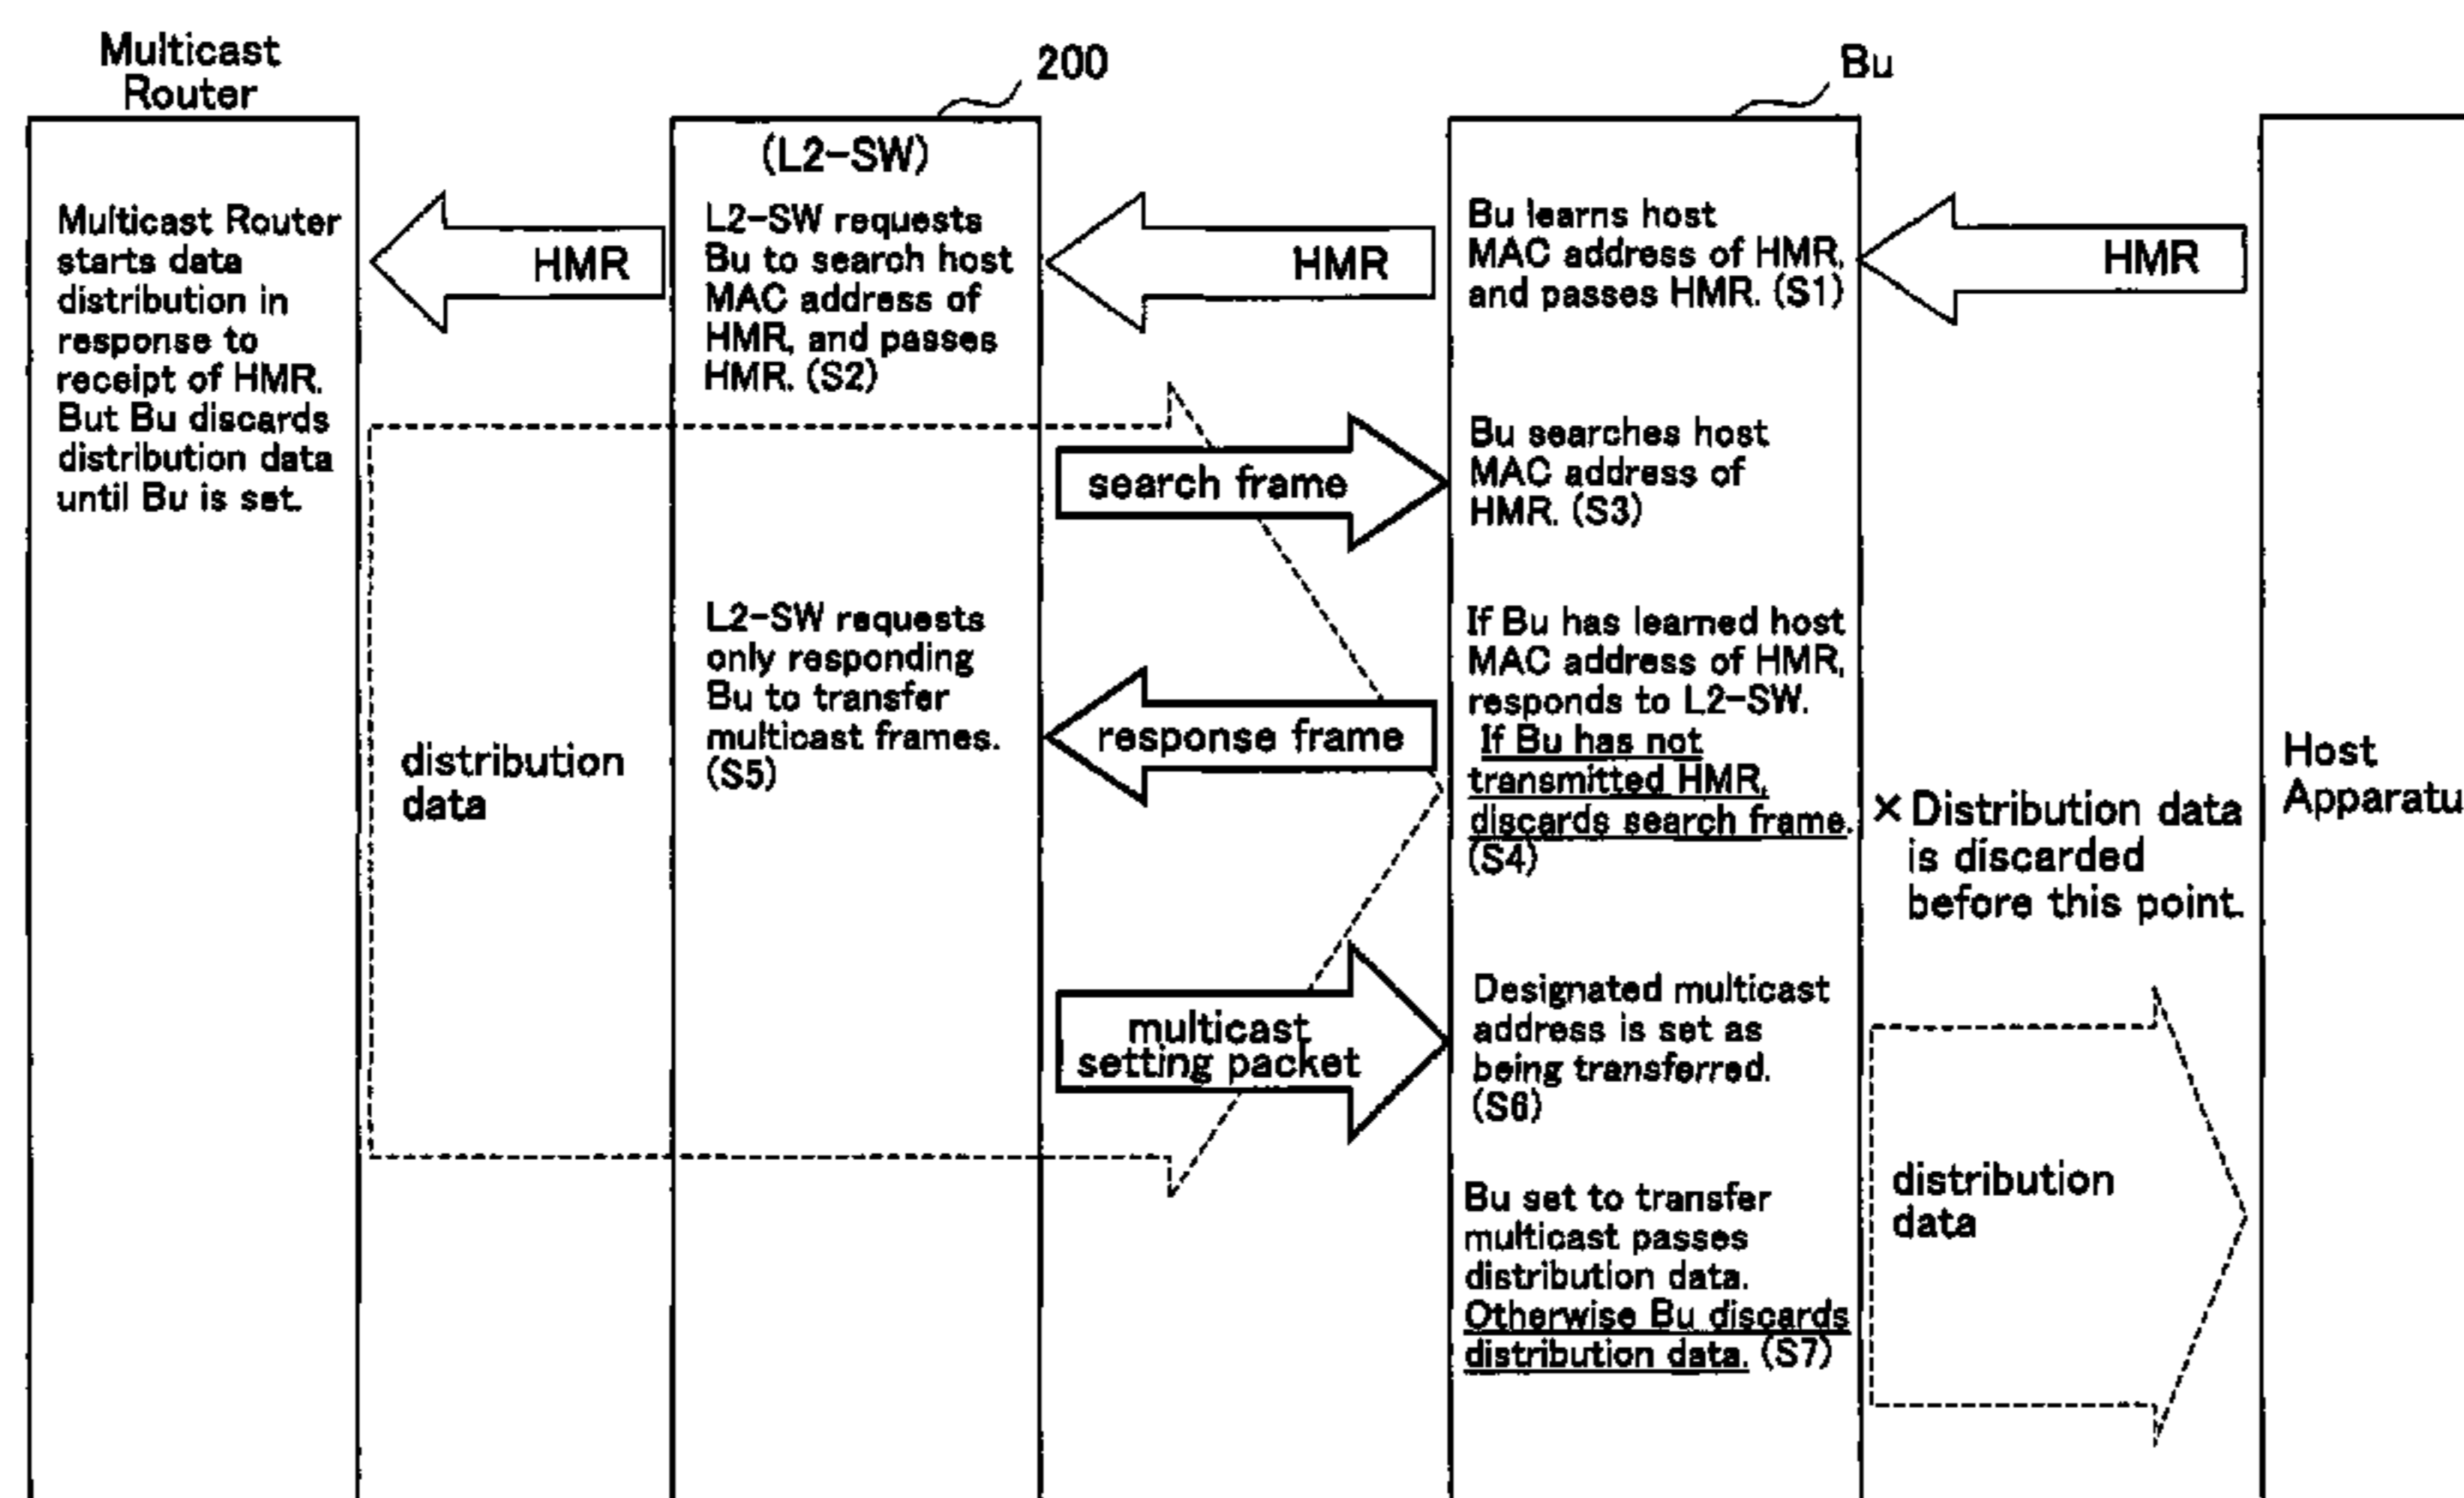 Multicast
Router
200
Bu
(L2-SW)
Multicast Router
starts data
distribution in
response to
receipt of HMR.
But Bu discards
distribution data
until Bu is set.
HMR
L2-SW requests
Bu to search host
MAC address of
HMR, and passes
HMR. (S2)
HMR
Bu learns host
MAC address of HMR,
and passes HMR. (S1)
HMR
search frame
Bu searches host
MAC address of
HMR. (S3)
distribution
data
L2-SW requests
only responding
Bu to transfer
multicast frames.
(S5)
response frame
If Bu has learned host
MAC address of HMR,
responds to L2-SW.
If Bu has not
transmitted HMR,
discards search frame.
(S4)
× Distribution data
is discarded
before this point.
Host
Apparatu
multicast
setting packet
Designated multicast
address is set as
being transferred.
(S6)
Bu set to transfer
multicast passes
distribution data.
Otherwise Bu discards
distribution data. (S7)
distribution
data